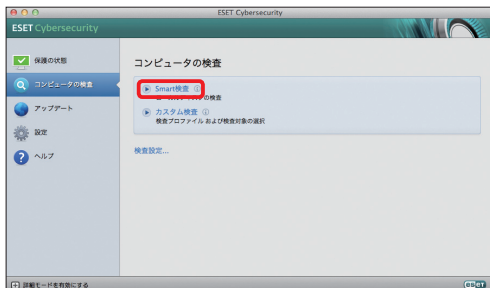 ESET Cybersecurity
ESET Cybersecurity
保護の状態
コンピュータの検査
アップデート
設定
ヘルプ
コンピュータの検査
Smart検査
の検査
カスタム検査
検査プロファイル および検査対象の選択
検査設定...
詳細モードを有効にする
eset